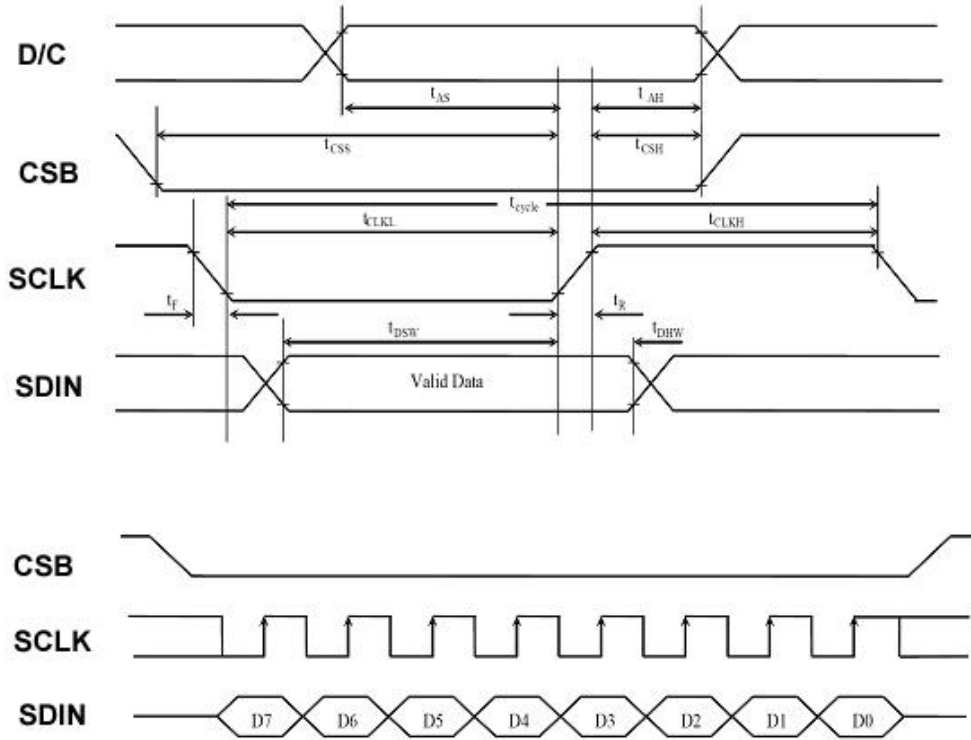 D/C
t_AS
t_AH
t_CSS
t_CSH
CSB
t_cycle
t_CLKL
t_CLKH
SCLK
t_F
t_R
t_DSW
t_DHW
SDIN
Valid Data
CSB
SCLK
SDIN
D7 D6 D5 D4 D3 D2 D1 D0